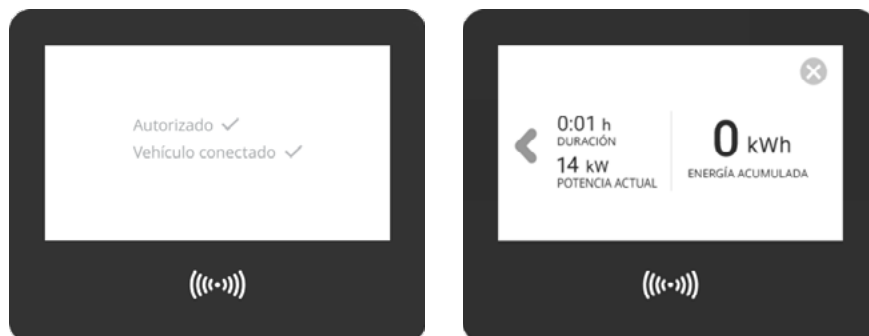 Autorizado ✓
Vehículo conectado ✓
0:01 h
DURACIÓN
14 kW
POTENCIA ACTUAL
0 kWh
ENERGÍA ACUMULADA